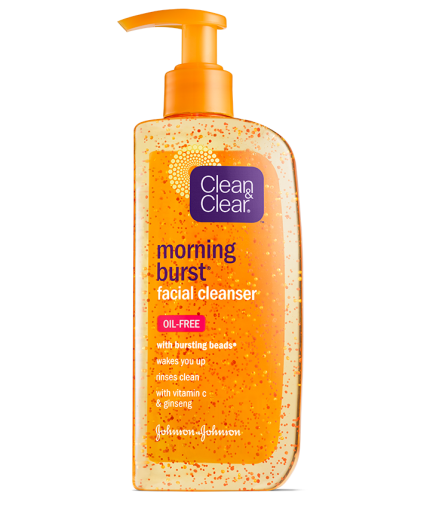 Clean &
Clear®
morning
burst®
facial cleanser
OIL-FREE
with bursting beads*
wakes you up
rinses clean
with vitamin c
& ginseng
Johnson & Johnson